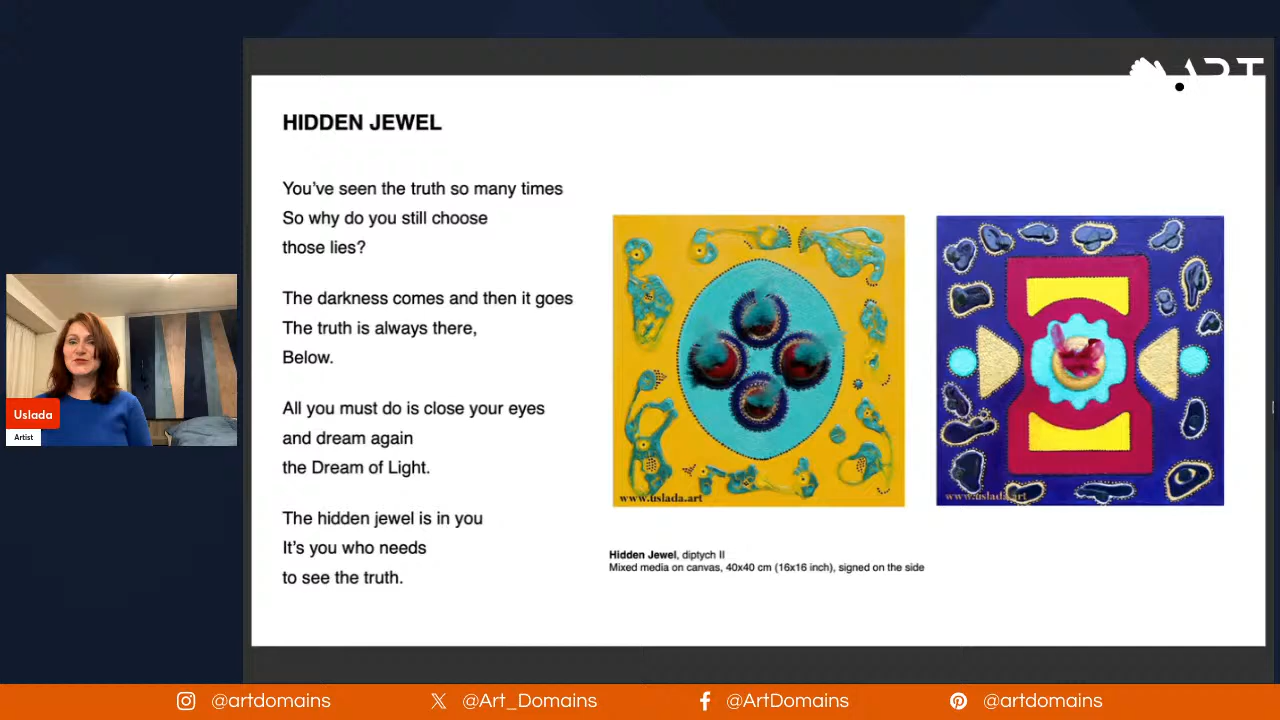 ART
HIDDEN JEWEL
You've seen the truth so many times
So why do you still choose
those lies?
The darkness comes and then it goes
The truth is always there,
Below.
All you must do is close your eyes
and dream again
the Dream of Light.
The hidden jewel is in you
It's you who needs
to see the truth.
www.uslada.art
www.uslada.art
Hidden Jewel, diptych II
Mixed media on canvas, 40x40 cm (16x16 inch), signed on the side
Uslada
Artist
@artdomains
@Art_Domains
@ArtDomains
@artdomains